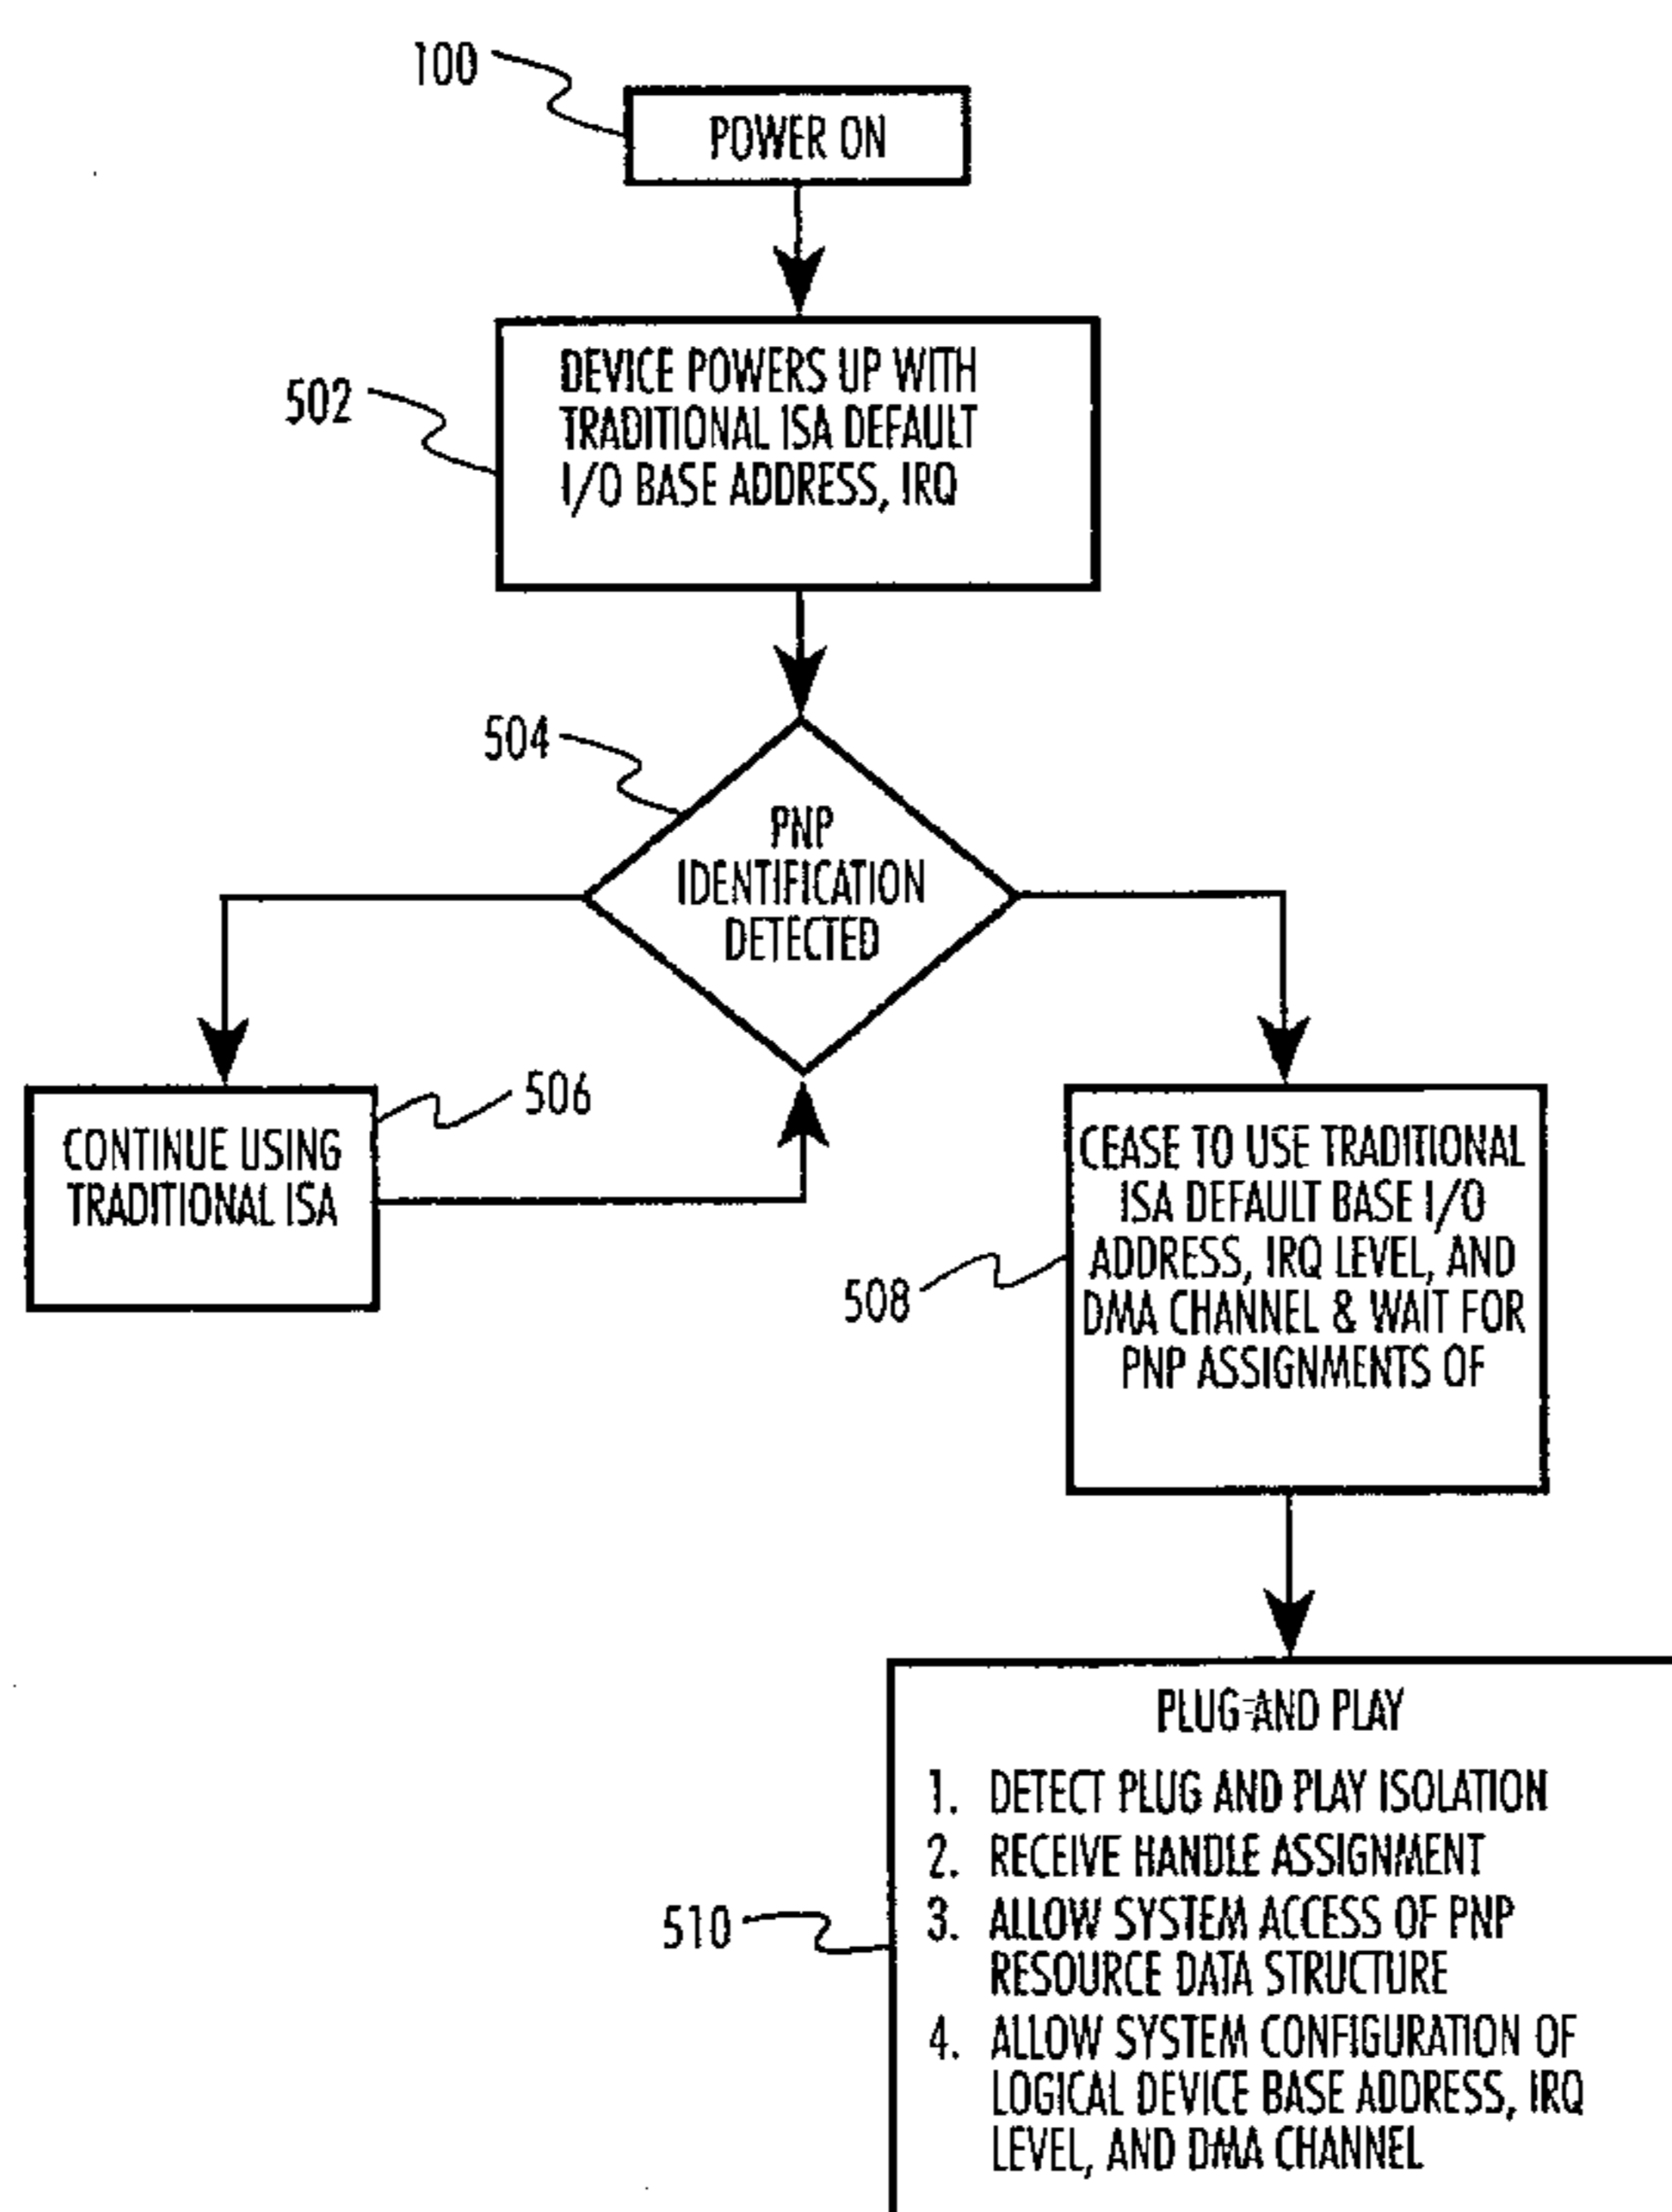 100
POWER ON
502
DEVICE POWERS UP WITH
TRADITIONAL ISA DEFAULT
I/O BASE ADDRESS, IRQ
504
PNP
IDENTIFICATION
DETECTED
506
CONTINUE USING
TRADITIONAL ISA
508
CEASE TO USE TRADITIONAL
ISA DEFAULT BASE I/O
ADDRESS, IRQ LEVEL, AND
DMA CHANNEL & WAIT FOR
PNP ASSIGNMENTS OF
510
PLUG-AND PLAY
1. DETECT PLUG AND PLAY ISOLATION
2. RECEIVE HANDLE ASSIGNMENT
3. ALLOW SYSTEM ACCESS OF PNP
RESOURCE DATA STRUCTURE
4. ALLOW SYSTEM CONFIGURATION OF
LOGICAL DEVICE BASE ADDRESS, IRQ
LEVEL, AND DMA CHANNEL